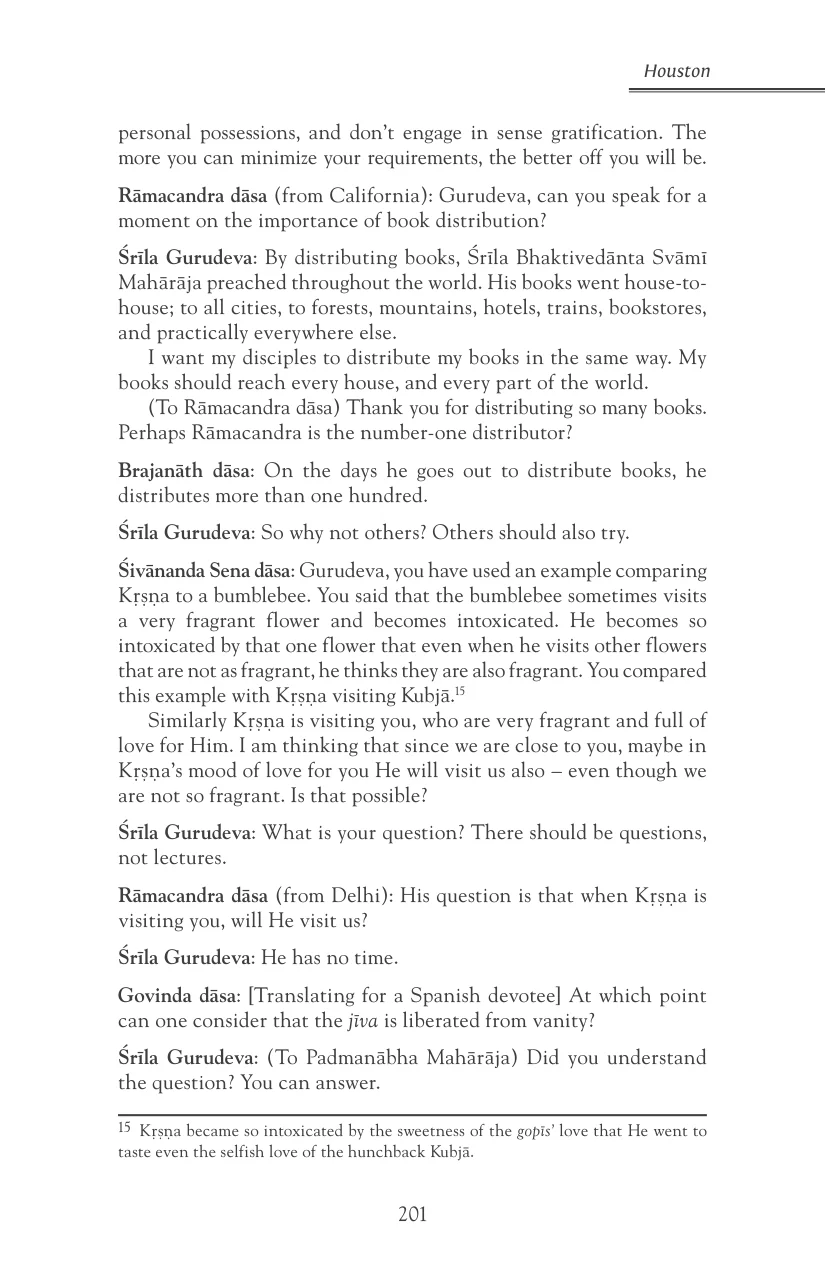 Houston
personal possessions, and don’t engage in sense gratification. The
more you can minimize your requirements, the better off you will be.
Rāmacandra dāsa (from California): Gurudeva, can you speak for a
moment on the importance of book distribution?
Śrīla Gurudeva: By distributing books, Śrīla Bhaktivedānta Svāmī
Mahārāja preached throughout the world. His books went house-to-
house; to all cities, to forests, mountains, hotels, trains, bookstores,
and practically everywhere else.
I want my disciples to distribute my books in the same way. My
books should reach every house, and every part of the world.
(To Rāmacandra dāsa) Thank you for distributing so many books.
Perhaps Rāmacandra is the number-one distributor?
Brajanāth dāsa: On the days he goes out to distribute books, he
distributes more than one hundred.
Śrīla Gurudeva: So why not others? Others should also try.
Śivānanda Sena dāsa: Gurudeva, you have used an example comparing
Kṛṣṇa to a bumblebee. You said that the bumblebee sometimes visits
a very fragrant flower and becomes intoxicated. He becomes so
intoxicated by that one flower that even when he visits other flowers
that are not as fragrant, he thinks they are also fragrant. You compared
this example with Kṛṣṇa visiting Kubjā.15
Similarly Kṛṣṇa is visiting you, who are very fragrant and full of
love for Him. I am thinking that since we are close to you, maybe in
Kṛṣṇa’s mood of love for you He will visit us also – even though we
are not so fragrant. Is that possible?
Śrīla Gurudeva: What is your question? There should be questions,
not lectures.
Rāmacandra dāsa (from Delhi): His question is that when Kṛṣṇa is
visiting you, will He visit us?
Śrīla Gurudeva: He has no time.
Govinda dāsa: [Translating for a Spanish devotee] At which point
can one consider that the jīva is liberated from vanity?
Śrīla Gurudeva: (To Padmanābha Mahārāja) Did you understand
the question? You can answer.
15 Kṛṣṇa became so intoxicated by the sweetness of the gopīs’ love that He went to
taste even the selfish love of the hunchback Kubjā.
201